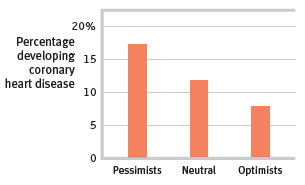 20%
Percentage
developing
coronary
heart disease
15
10
5
0
Pessimists Neutral Optimists